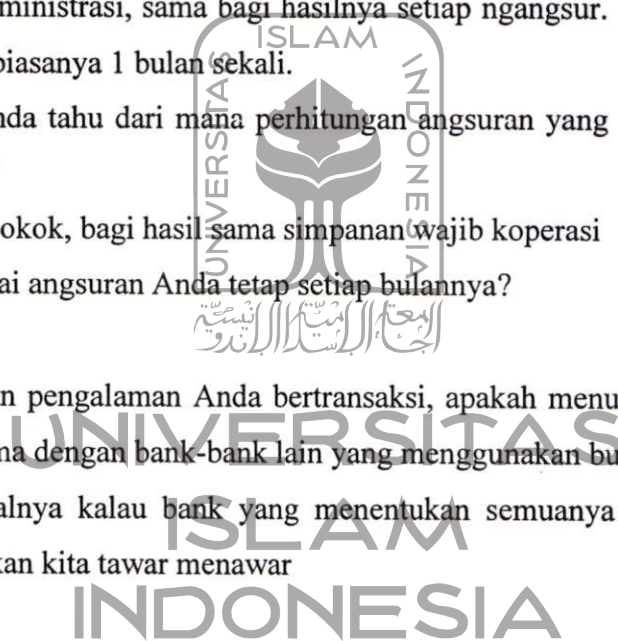 ministrasi, sama bagi hasilnya setiap ngangsur.
ISLAM
biasanya 1 bulan sekali.
nda tahu dari mana perhitungan angsuran yang
UNIVERSITAS
INDONESIA
okok, bagi hasil sama simpanan wajib koperasi
ai angsuran Anda tetap setiap bulannya?
n pengalaman Anda bertransaksi, apakah menu
UNIVERSITAS
ma dengan bank-bank lain yang menggunakan bu
alnya kalau bank yang menentukan semuanya
ISLAM
kan kita tawar menawar
INDONESIA